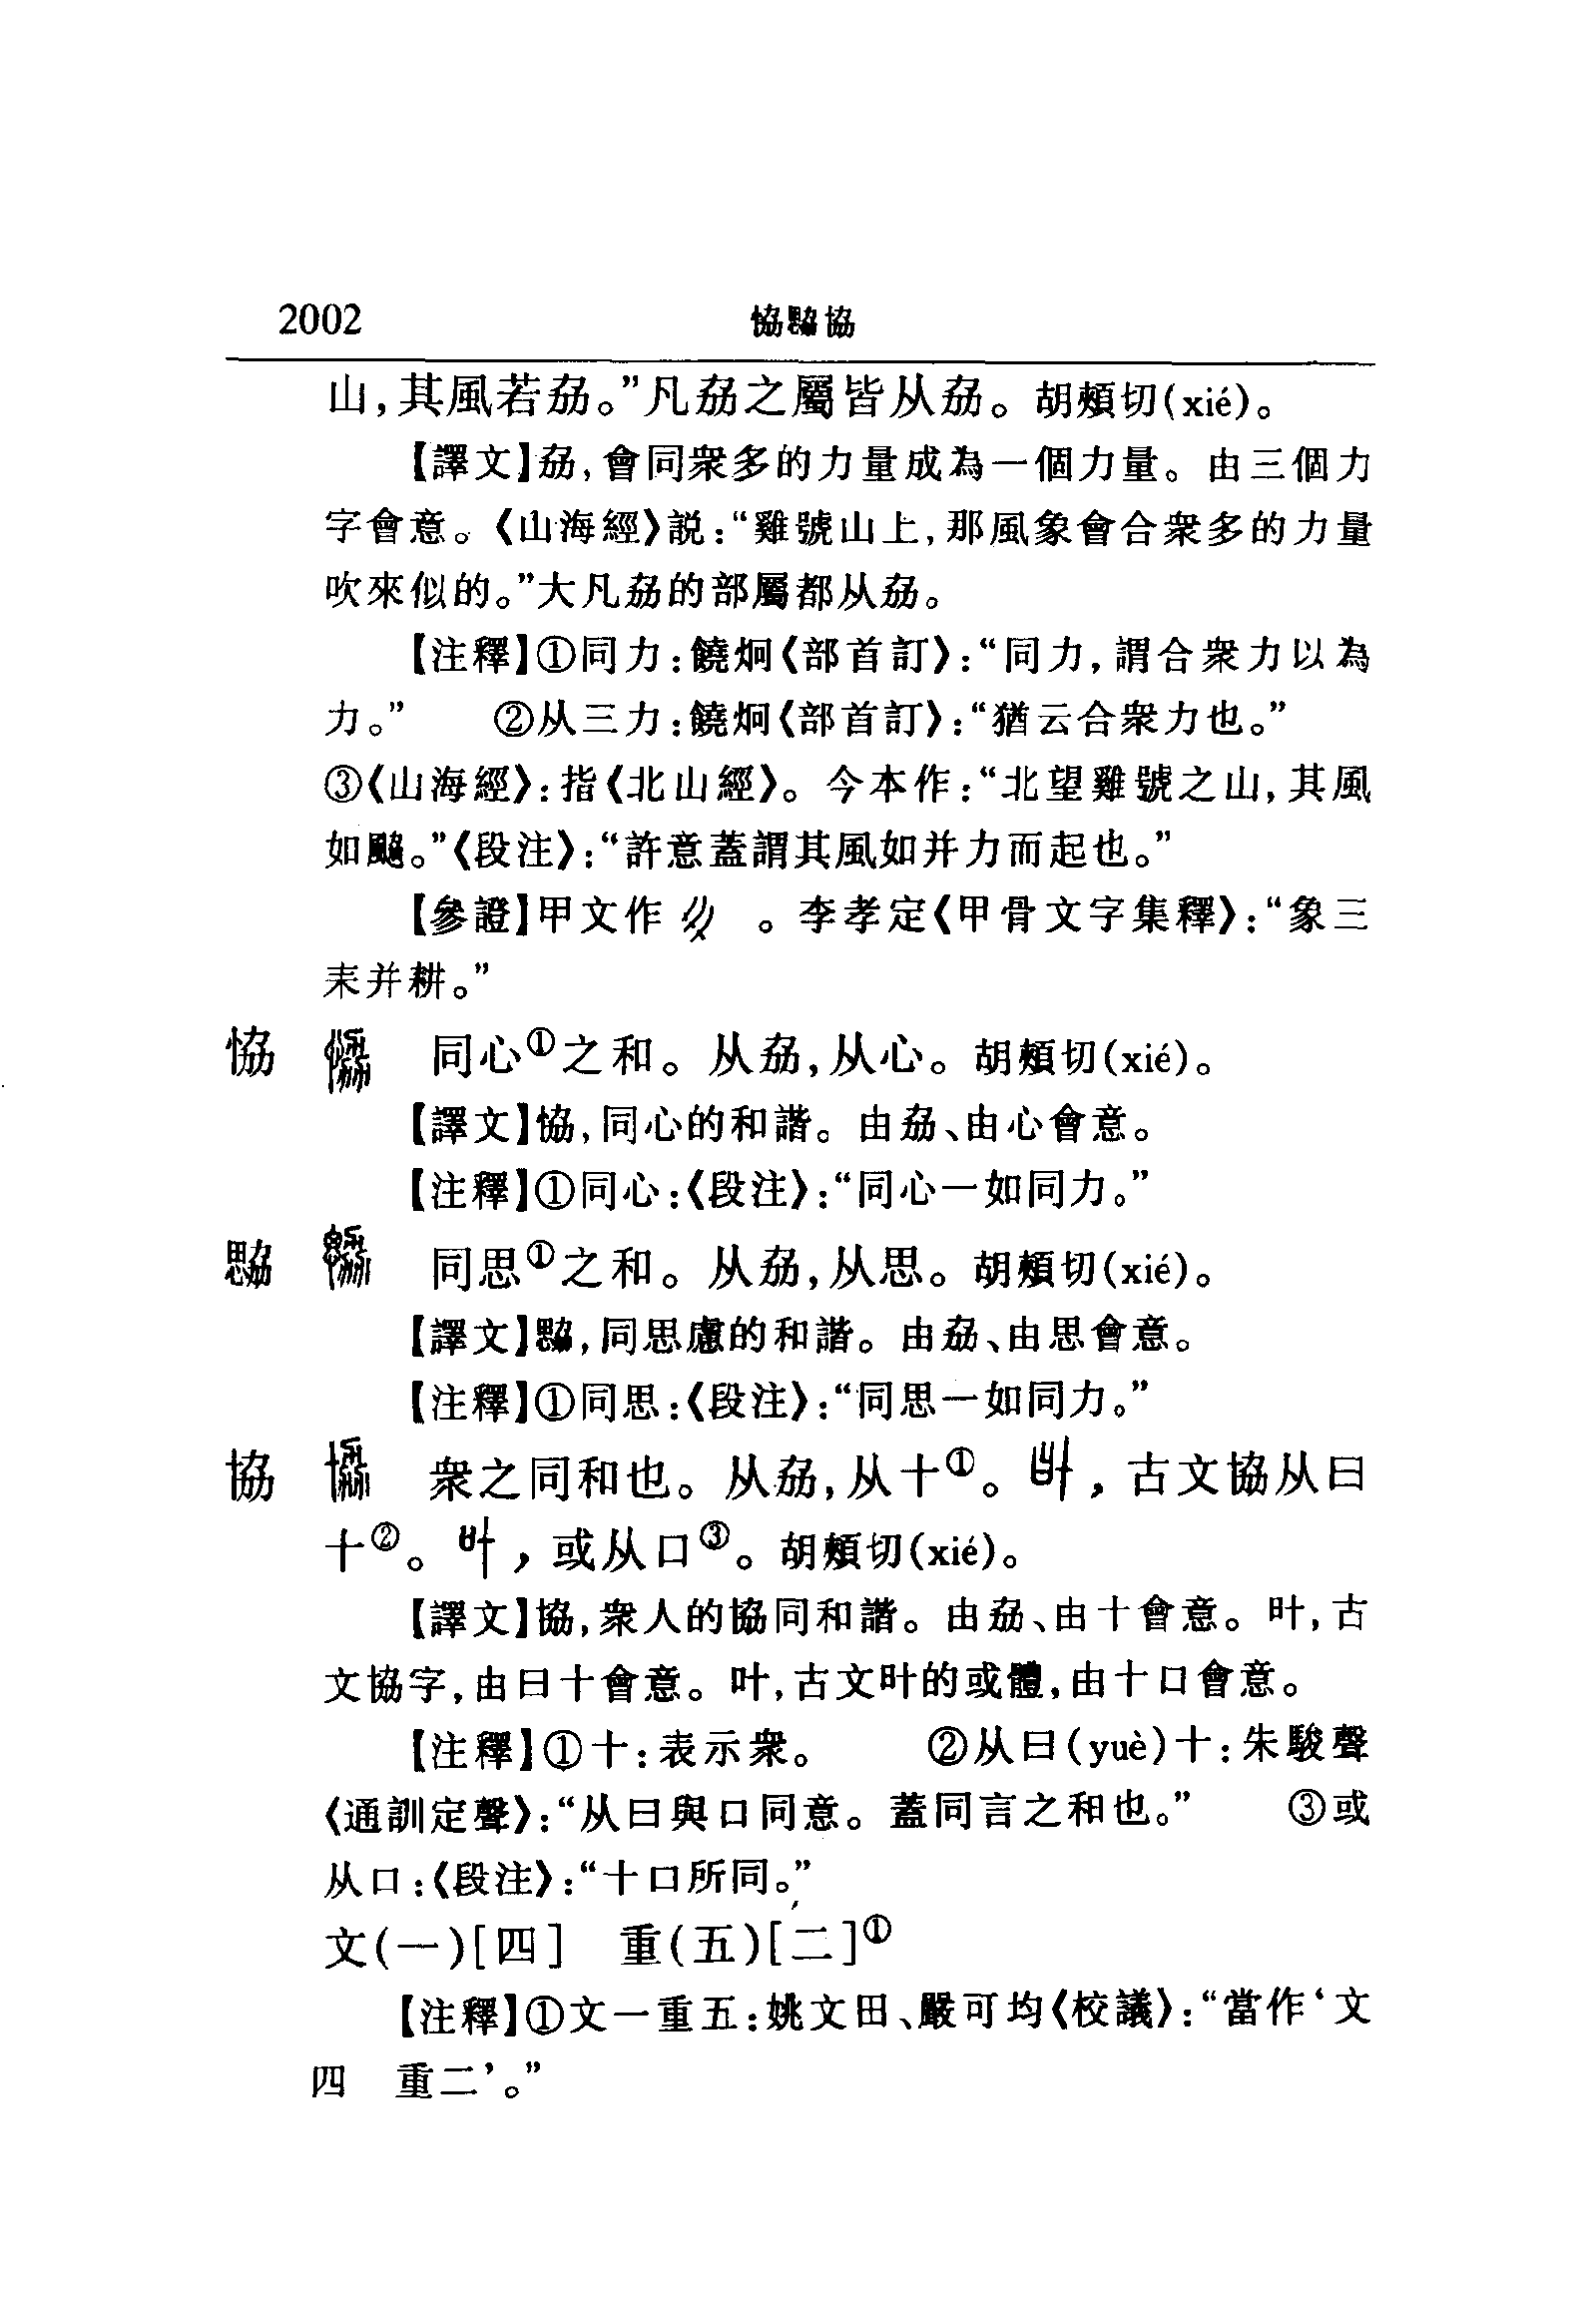 2002 恊勰協
山,其風若劦。”凡劦之屬皆从劦。胡頰切(xié)。
【譯文】劦,會同衆多的力量成為一個力量。由三個力
字會意。《山海經》説:“雞號山上,那風象會合衆多的力量
吹來似的。”大凡劦的部屬都从劦。
【注釋】①同力:饒炯《部首訂》:“同力,謂合衆力以為
力。” ②从三力:饒炯《部首訂》:“猶云合衆力也。”
③《山海經》:指《北山經》。今本作:“北望雞號之山,其風
如飈。”《段注》:“許意蓋謂其風如并力而起也。”
【參證】甲文作 。李孝定《甲骨文字集釋》:“象三
耒并耕。”
恊 同心①之和。从劦,从心。胡頰切(xié)。
【譯文】恊,同心的和諧。由劦、由心會意。
【注釋】①同心:《段注》:“同心一如同力。”
勰 同思①之和。从劦,从思。胡頰切(xié)。
【譯文】勰,同思慮的和諧。由劦、由思會意。
【注釋】①同思:《段注》:“同思一如同力。”
協 衆之同和也。从劦,从十①。叶,古文協从曰
十②。叶,或从口③。胡頰切(xié)。
【譯文】協,衆人的協同和諧。由劦、由十會意。旪,古
文協字,由曰十會意。叶,古文旪的或體,由十口會意。
【注釋】①十:表示衆。 ②从曰(yuè)十:朱駿聲
《通訓定聲》:“从曰與口同意。蓋同言之和也。” ③或
从口:《段注》:“十口所同。”
文(一)[四] 重(五)[二]①
【注釋】①文一重五:姚文田、嚴可均《校議》:“當作‘文
四 重二’。”